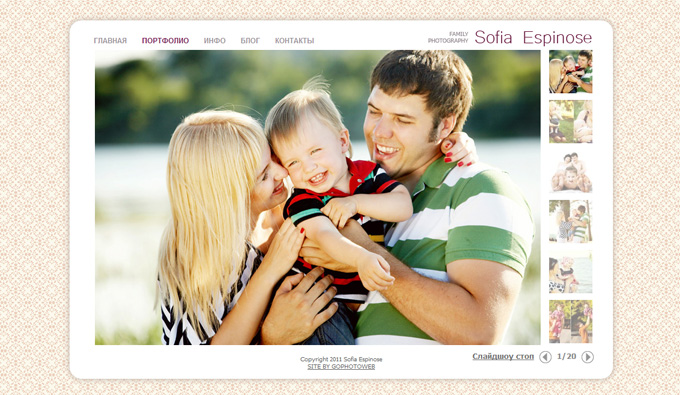 ГЛАВНАЯ ПОРТФОЛИО ИНФО БЛОГ КОНТАКТЫ
FAMILY
PHOTOGRAPHY
Sofia Espinose
Слайдшоу стоп 1/20
Copyright 2011 Sofia Espinose
SITE BY GOPHOTOWEB